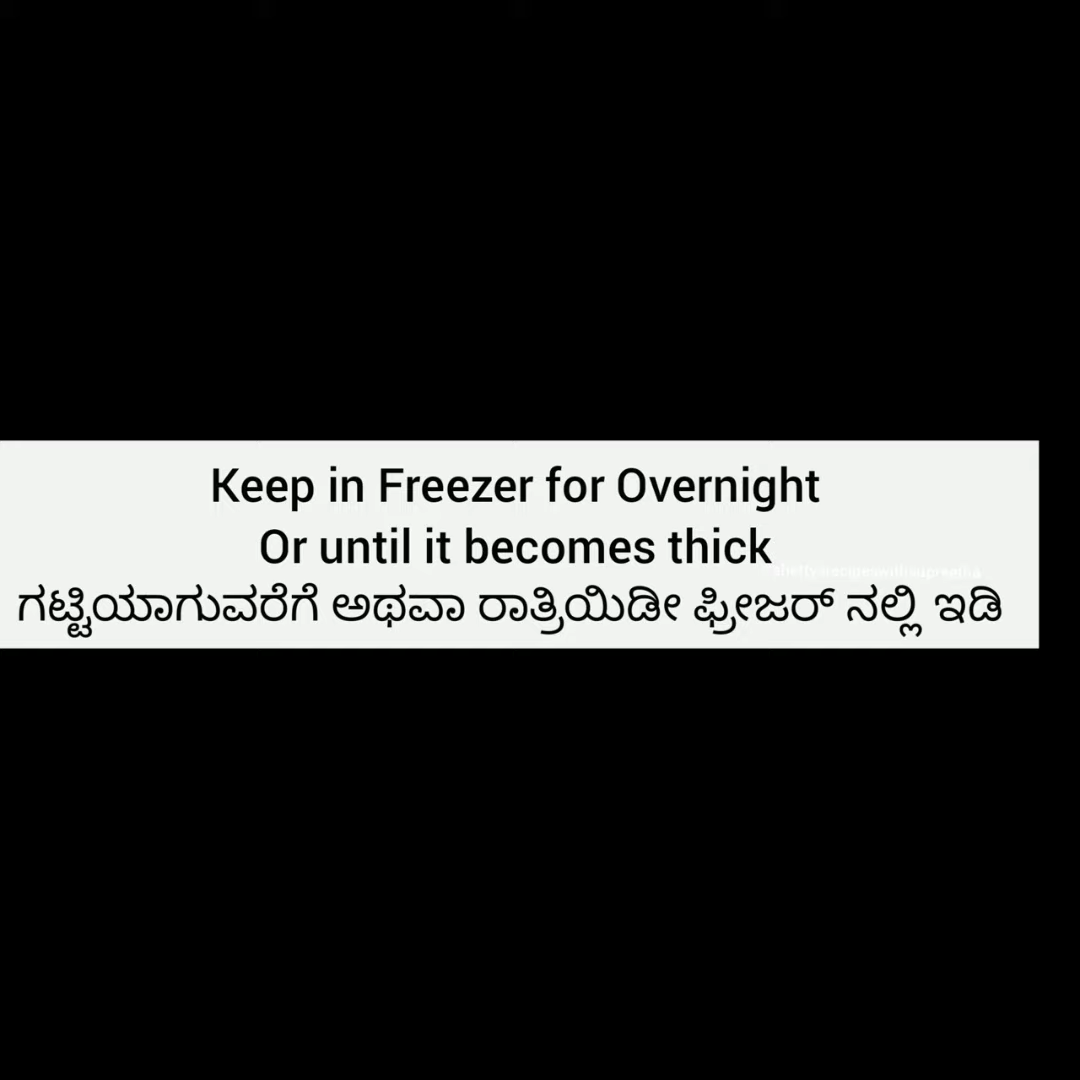 Keep in Freezer for Overnight
Or until it becomes thick
ಗಟ್ಟಿಯಾಗುವರೆಗೆ ಅಥವಾ ರಾತ್ರಿಯಿಡೀ ಫ್ರೀಜರ್ ನಲ್ಲಿ ಇಡಿ